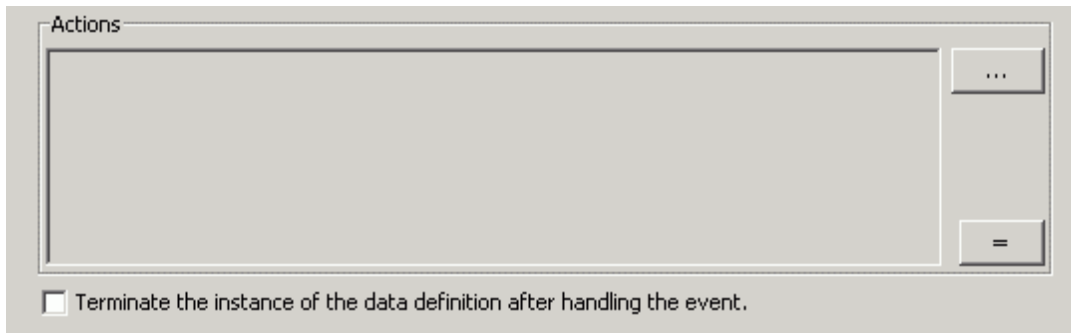 Actions
...
=
Terminate the instance of the data definition after handling the event.